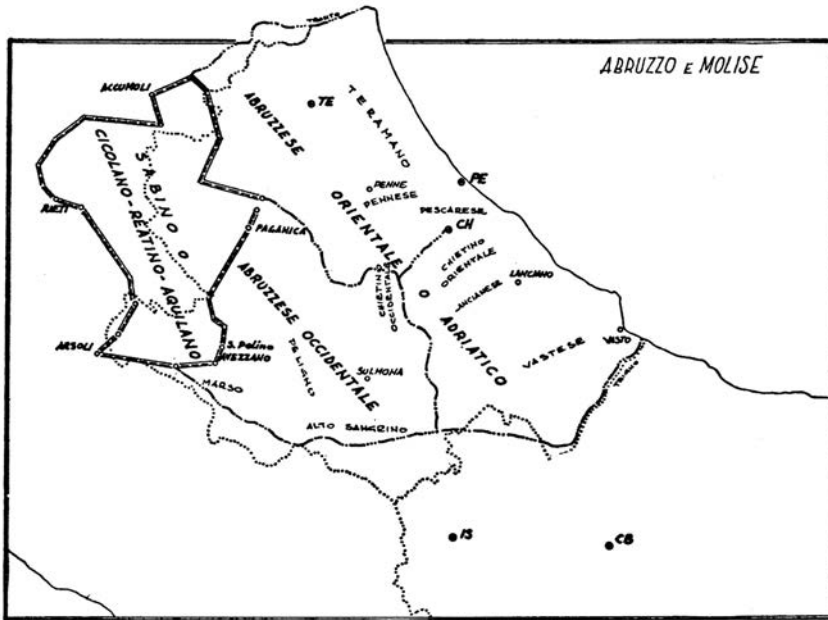 ABRUZZO E MOLISE
TRONTO
ACCUMOLI
TE
ABRUZZESE
TERAMANO
SABINO O
CICOLANO-REATINO-AQUILANO
RIETI
PE
PENNE
PENNESE
ORIENTALE
PESCARESE
CH
PAGANICA
CHIETINO
ORIENTALE
CHIETINO
OCCIDENTALE
LANCIANO
LANCIANESE
O
ABRUZZESE OCCIDENTALE
ADRIATICO
VASTO
VASTESE
ARSOLI
S. Pelino
AVEZZANO
PELIGNO
SULMONA
MARSO
ALTO SANGRINO
IS
CB